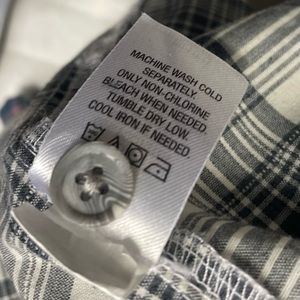 MACHINE WASH COLD
SEPARATELY.
ONLY NON-CHLORINE
BLEACH WHEN NEEDED.
TUMBLE DRY LOW.
COOL IRON IF NEEDED.